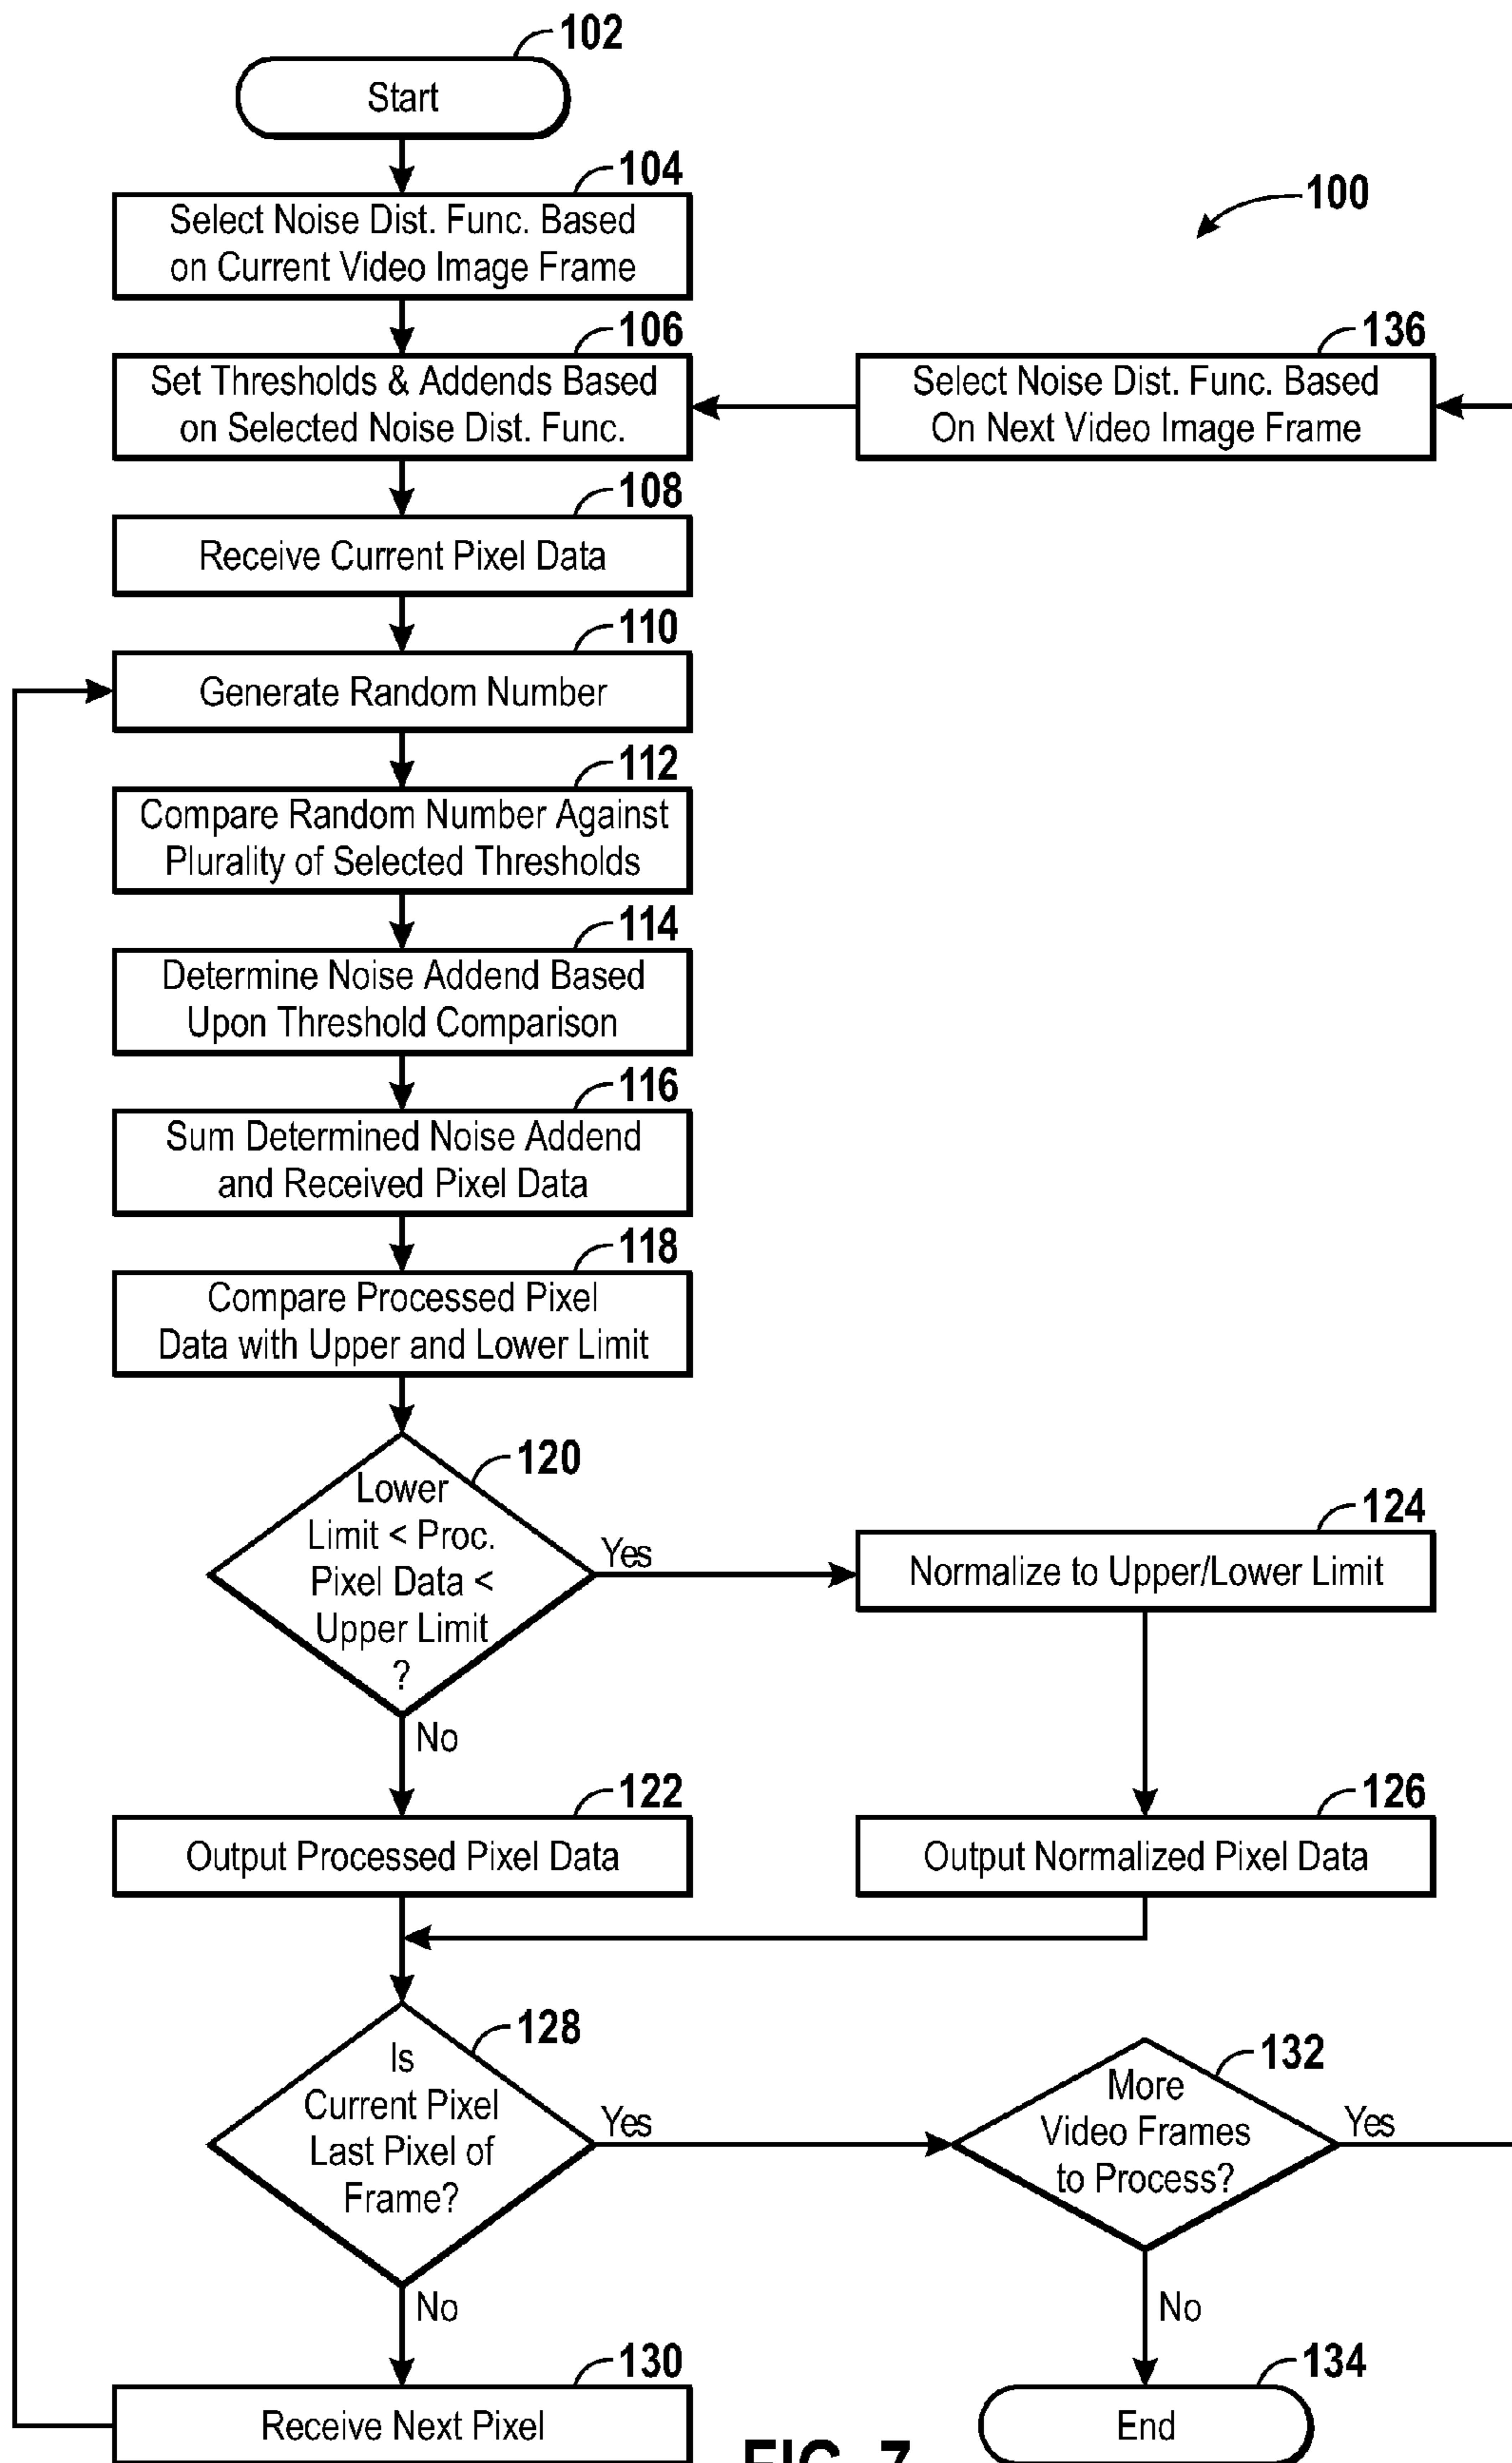 102
Start
104
Select Noise Dist. Func. Based
on Current Video Image Frame
100
106
Set Thresholds & Addends Based
on Selected Noise Dist. Func.
136
Select Noise Dist. Func. Based
On Next Video Image Frame
108
Receive Current Pixel Data
110
Generate Random Number
112
Compare Random Number Against
Plurality of Selected Thresholds
114
Determine Noise Addend Based
Upon Threshold Comparison
116
Sum Determined Noise Addend
and Received Pixel Data
118
Compare Processed Pixel
Data with Upper and Lower Limit
120
Lower
Limit < Proc.
Pixel Data <
Upper Limit
?
Yes
No
124
Normalize to Upper/Lower Limit
122
Output Processed Pixel Data
126
Output Normalized Pixel Data
128
Is
Current Pixel
Last Pixel of
Frame?
Yes
No
132
More
Video Frames
to Process?
Yes
No
130
Receive Next Pixel
134
End
FIG. 7